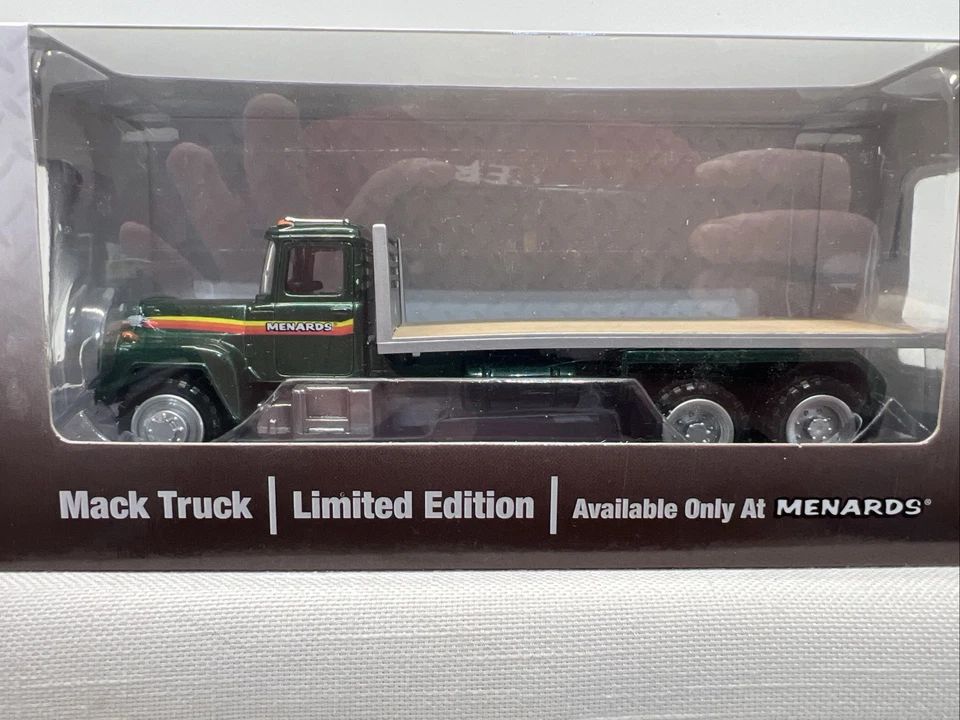 MENARDS
Mack Truck | Limited Edition | Available Only At MENARDS®